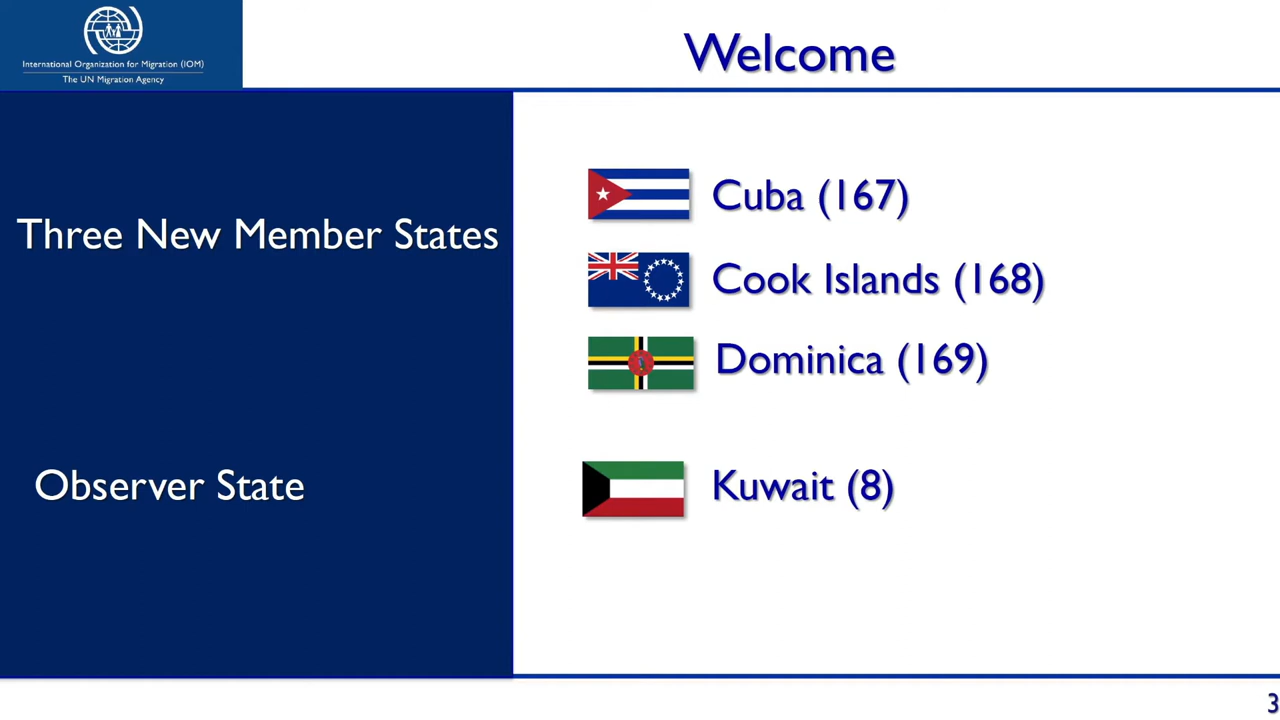 International Organization for Migration (IOM)
The UN Migration Agency
Welcome
Three New Member States
Cuba (167)
Cook Islands (168)
Dominica (169)
Observer State
Kuwait (8)
3